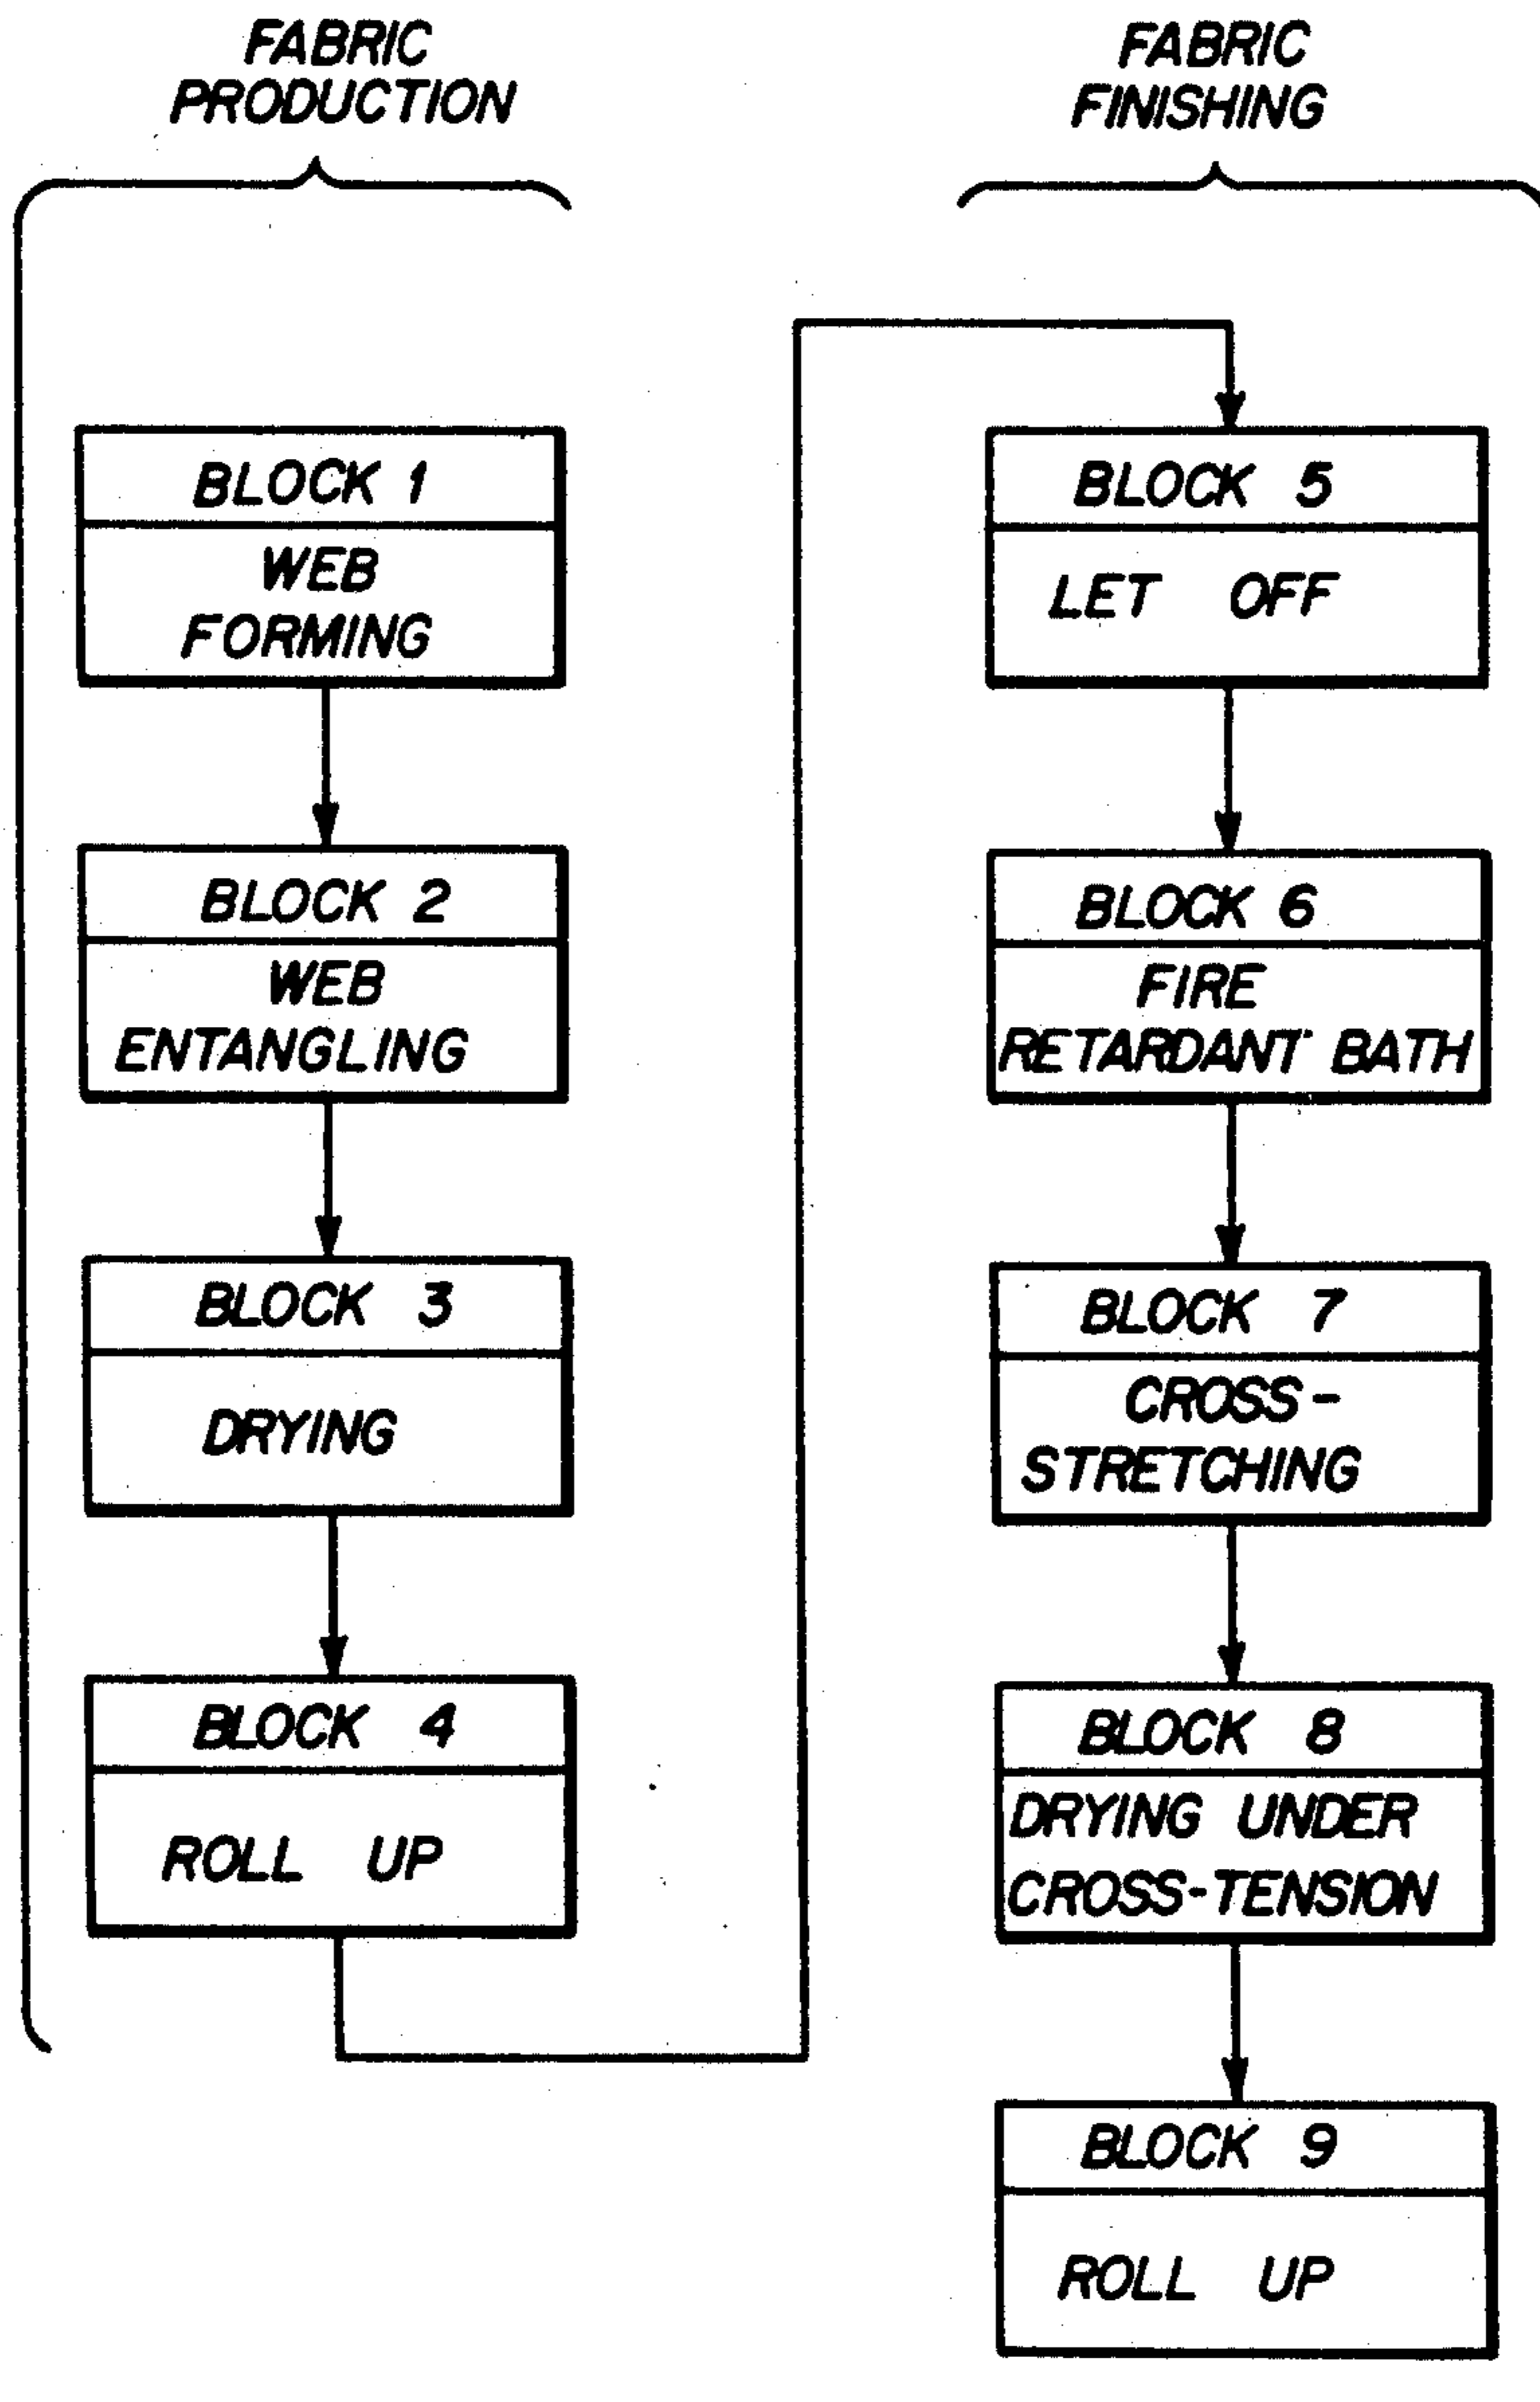 FABRIC
PRODUCTION
BLOCK 1
WEB
FORMING
BLOCK 2
WEB
ENTANGLING
BLOCK 3
DRYING
BLOCK 4
ROLL UP
FABRIC
FINISHING
BLOCK 5
LET OFF
BLOCK 6
FIRE
RETARDANT BATH
BLOCK 7
CROSS-
STRETCHING
BLOCK 8
DRYING UNDER
CROSS-TENSION
BLOCK 9
ROLL UP